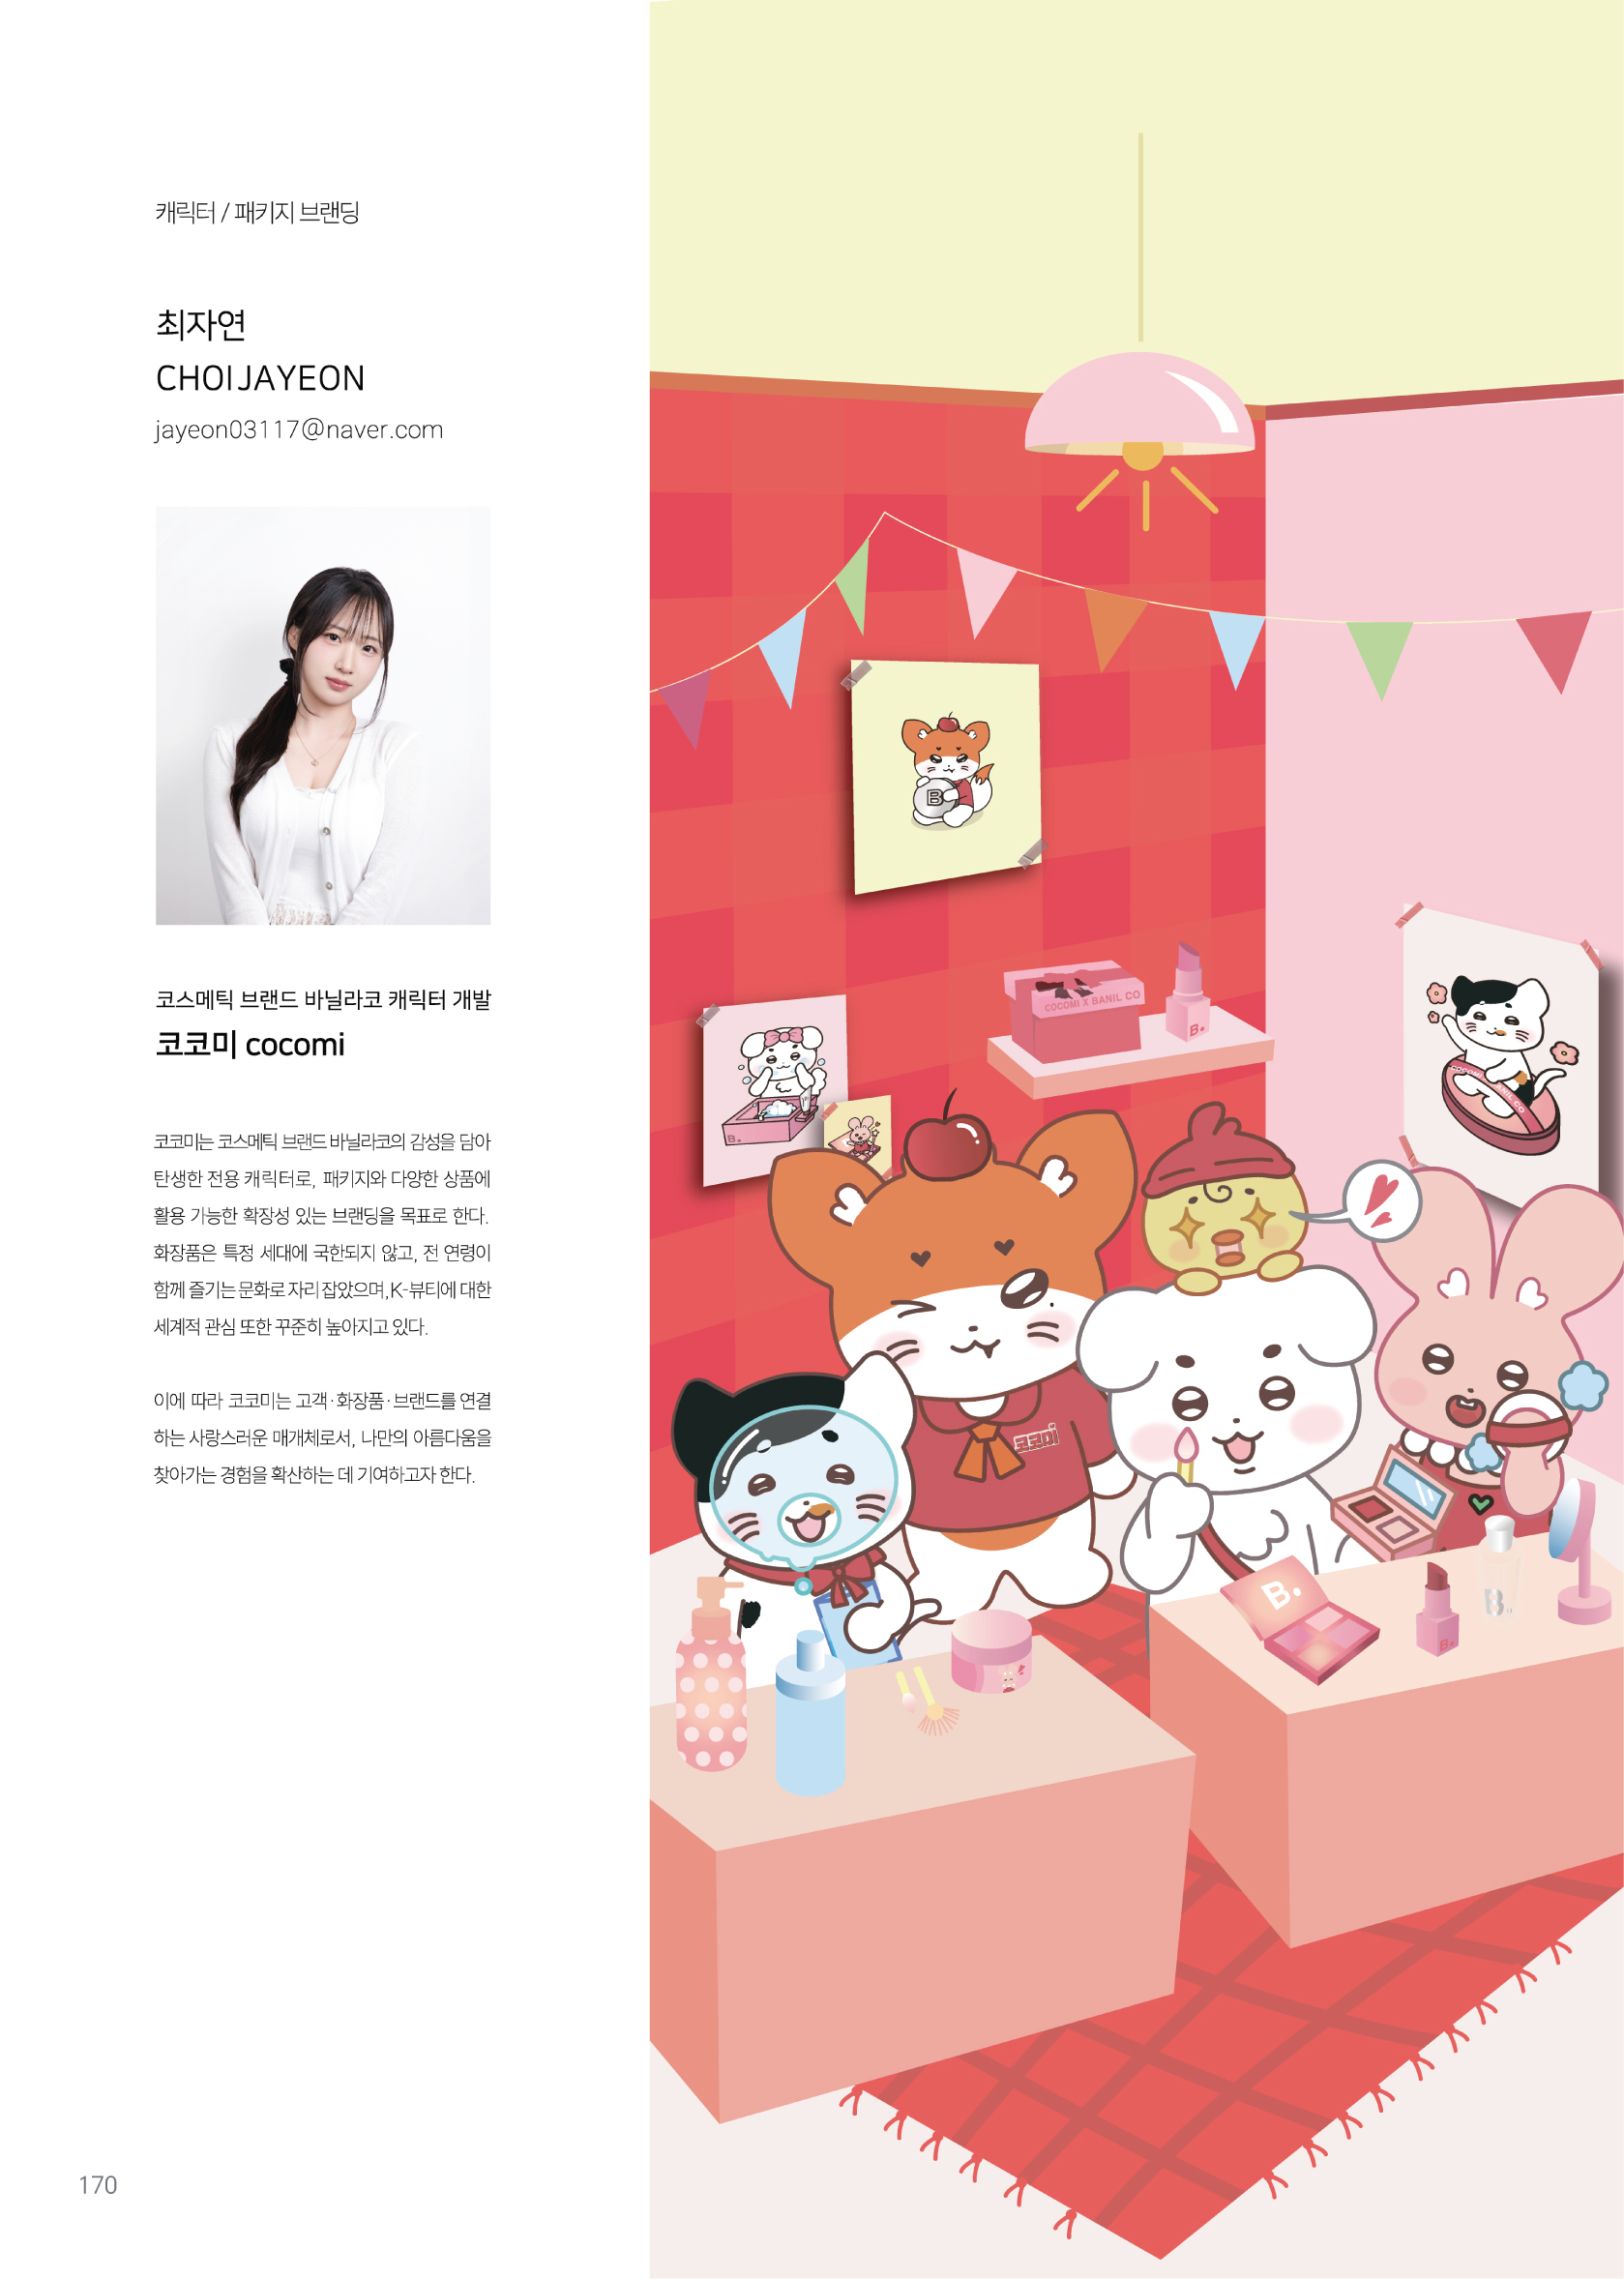 캐릭터 / 패키지 브랜딩
최자연
CHOI JAYEON
jayeon03117@naver.com
코스메틱 브랜드 바닐라코 캐릭터 개발
코코미 cocomi
코코미는 코스메틱 브랜드 바닐라코의 감성을 담아
탄생한 전용 캐릭터로, 패키지와 다양한 상품에
활용 가능한 확장성 있는 브랜딩을 목표로 한다.
화장품은 특정 세대에 국한되지 않고, 전 연령이
함께 즐기는 문화로 자리 잡았으며, K-뷰티에 대한
세계적 관심 또한 꾸준히 높아지고 있다.
이에 따라 코코미는 고객·화장품·브랜드를 연결
하는 사랑스러운 매개체로서, 나만의 아름다움을
찾아가는 경험을 확산하는 데 기여하고자 한다.
170
B
COCOMI X BANIL CO
B.
B.
코코미
B.
B.
B.